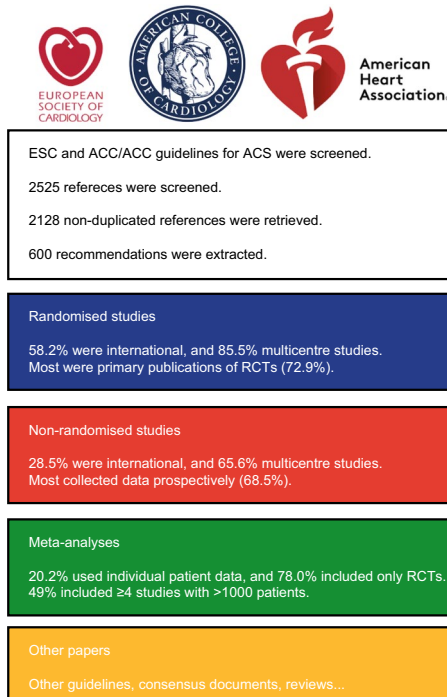 EUROPEAN
SOCIETY OF
CARDIOLOGY
AMERICAN COLLEGE
OF CARDIOLOGY
American
Heart
Association.
ESC and ACC/ACC guidelines for ACS were screened.
2525 refereces were screened.
2128 non-duplicated references were retrieved.
600 recommendations were extracted.
Randomised studies
58.2% were international, and 85.5% multicentre studies.
Most were primary publications of RCTs (72.9%).
Non-randomised studies
28.5% were international, and 65.6% multicentre studies.
Most collected data prospectively (68.5%).
Meta-analyses
20.2% used individual patient data, and 78.0% included only RCTs.
49% included ≥4 studies with >1000 patients.
Other papers
Other guidelines, consensus documents, reviews...